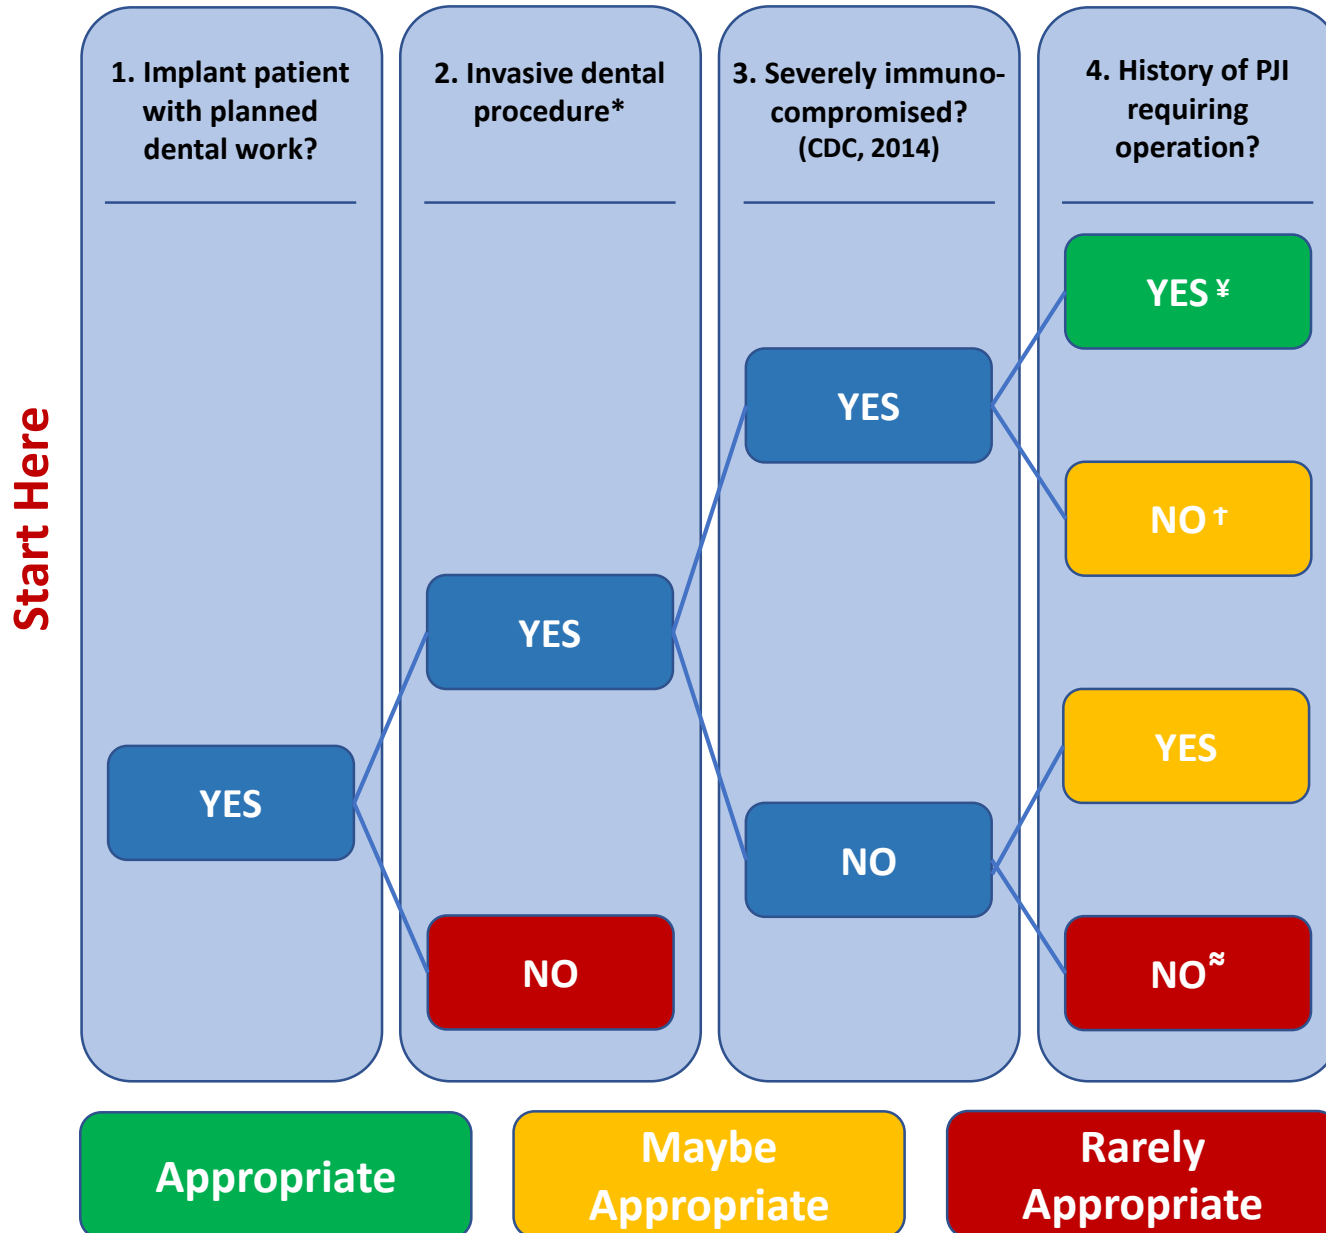 Start Here
1. Implant patient
with planned
dental work?
YES
2. Invasive dental
procedure*
YES
NO
3. Severely immuno-
compromised?
(CDC, 2014)
YES
NO
4. History of PJI
requiring
operation?
YES ¥
NO †
YES
NO ≈
Appropriate
Maybe
Appropriate
Rarely
Appropriate